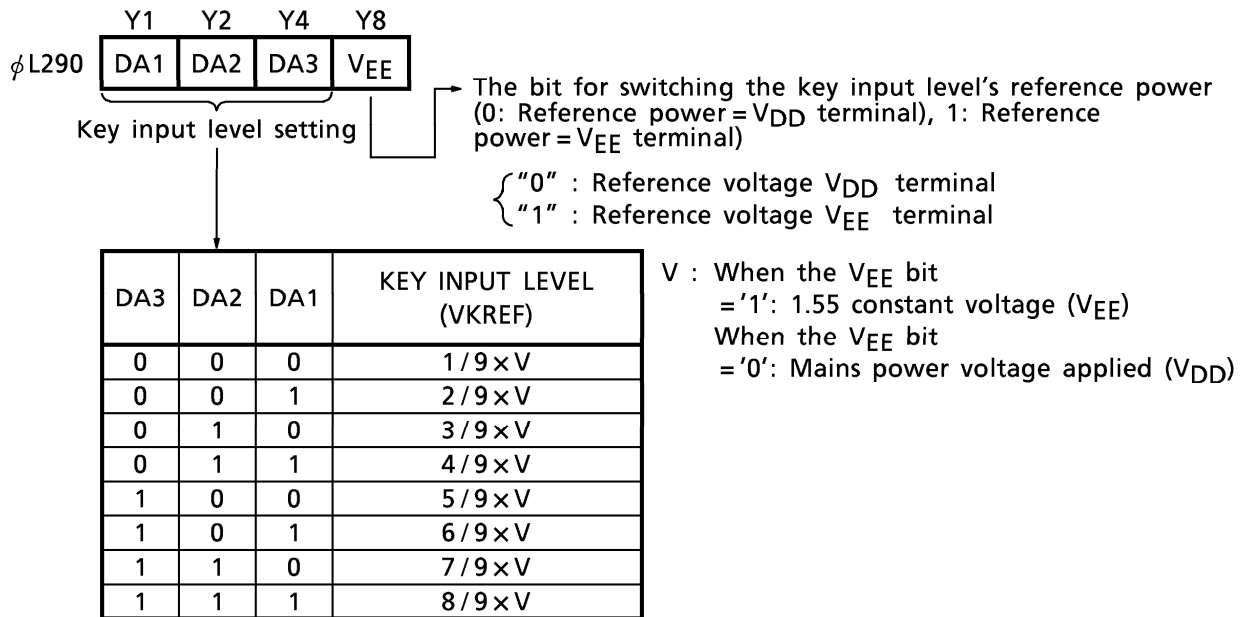 Y1 Y2 Y4 Y8
φL290 DA1 DA2 DA3 VEE
The bit for switching the key input level's reference power
(0: Reference power = VDD terminal), 1: Reference
power = VEE terminal)
Key input level setting
"0" : Reference voltage VDD terminal
"1" : Reference voltage VEE terminal
DA3 DA2 DA1 KEY INPUT LEVEL
(VKREF)
0 0 0 1/9×V
0 0 1 2/9×V
0 1 0 3/9×V
0 1 1 4/9×V
1 0 0 5/9×V
1 0 1 6/9×V
1 1 0 7/9×V
1 1 1 8/9×V
V : When the VEE bit
='1': 1.55 constant voltage (VEE)
When the VEE bit
='0': Mains power voltage applied (VDD)